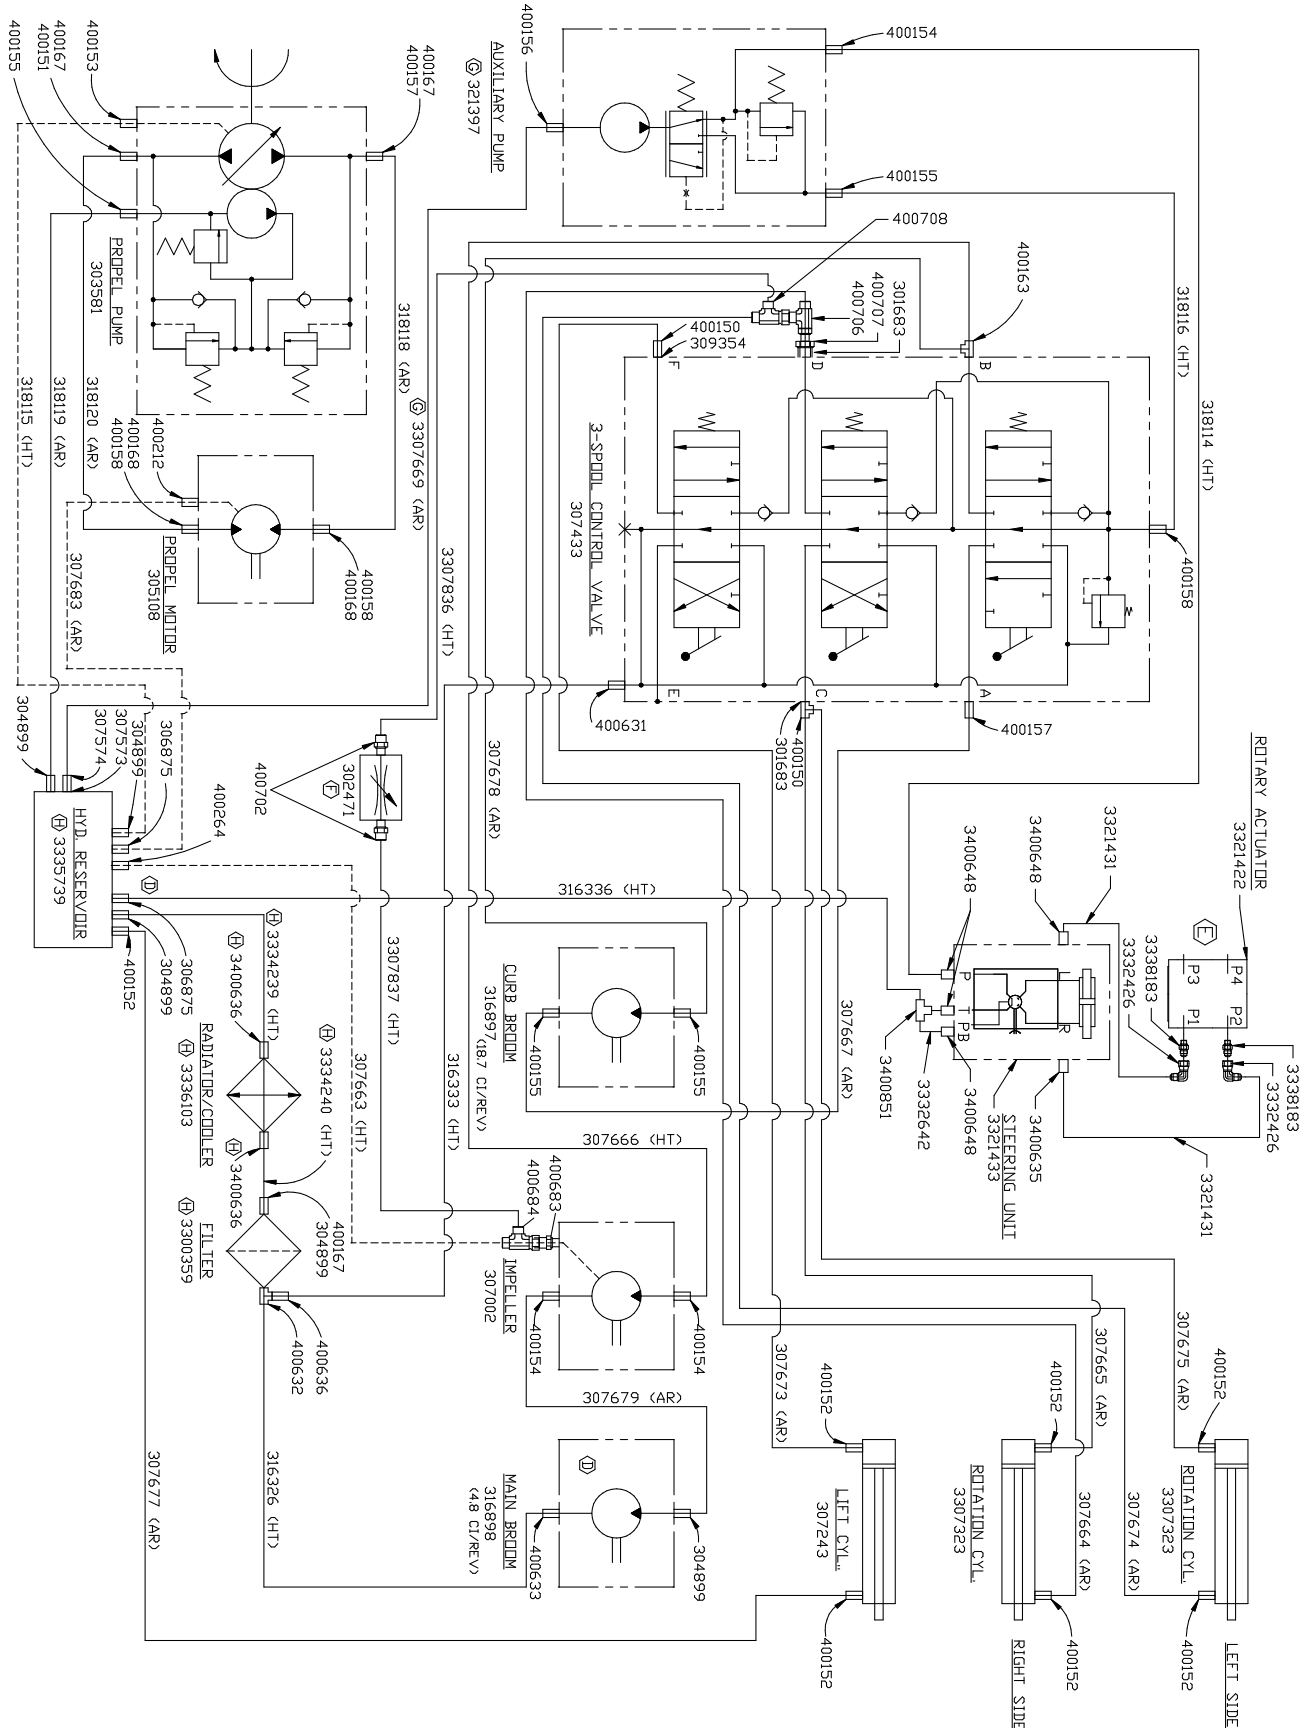 400154
400156
AUXILIARY PUMP
Ⓖ 321397
400155
318116 (HT)
318114 (HT)
400167
400157
400153
400167
400151
400155
PROPEL PUMP
303581
318118 (AR)
318120 (AR)
318119 (AR)
318115 (HT)
Ⓖ 3307669 (AR)
400212
400168
400158
PROPEL MOTOR
305108
400158
400168
307683 (AR)
3307836 (HT)
400708
301683
400707
400706
400150
309354
400163
F
D
B
3-SPOOL CONTROL VALVE
307433
400158
E
C
A
400631
400150
301683
400157
304899
307574
307573
304899
306875
400264
HYD. RESERVOIR
Ⓗ 3335739
Ⓓ
400152
304899
306875
302471
Ⓕ
400702
307678 (AR)
3307837 (HT)
307663 (HT)
316333 (HT)
316336 (HT)
307667 (AR)
307666 (HT)
CURB BROOM
316897
(18.7 CI/REV)
400155
400155
Ⓗ 3334239 (HT)
Ⓗ 3400636
RADIATOR/COOLER
Ⓗ 3336103
Ⓗ 3334240 (HT)
Ⓗ 3400636
FILTER
Ⓗ 3300359
400167
304899
400636
400632
400683
400684
IMPELLER
307002
400154
400154
307679 (AR)
Ⓓ
MAIN BROOM
316898
(4.8 CI/REV)
400633
304899
316326 (HT)
307677 (AR)
ROTARY ACTUATOR
3321422
Ⓔ
P4
P3
P2
P1
3321431
3400648
3400648
3338183
3332426
3338183
3332426
P
T
PB
L
R
STEERING UNIT
3321433
3400635
3400648
3332642
3400851
3321431
307675 (AR)
307665 (AR)
307673 (AR)
307674 (AR)
307664 (AR)
400152
400152
400152
LIFT CYL.
307243
ROTATION CYL.
3307323
ROTATION CYL.
3307323
400152
400152
400152
RIGHT SIDE
LEFT SIDE